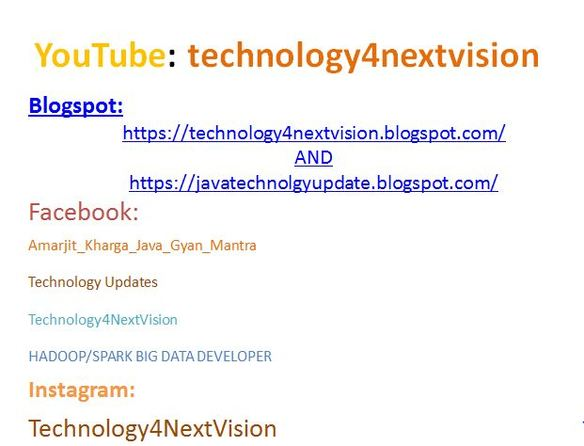 YouTube: technology4nextvision
Blogspot:
https://technology4nextvision.blogspot.com/
AND
https://javatechnolgyupdate.blogspot.com/
Facebook:
Amarjit_Kharga_Java_Gyan_Mantra
Technology Updates
Technology4NextVision
HADOOP/SPARK BIG DATA DEVELOPER
Instagram:
Technology4NextVision